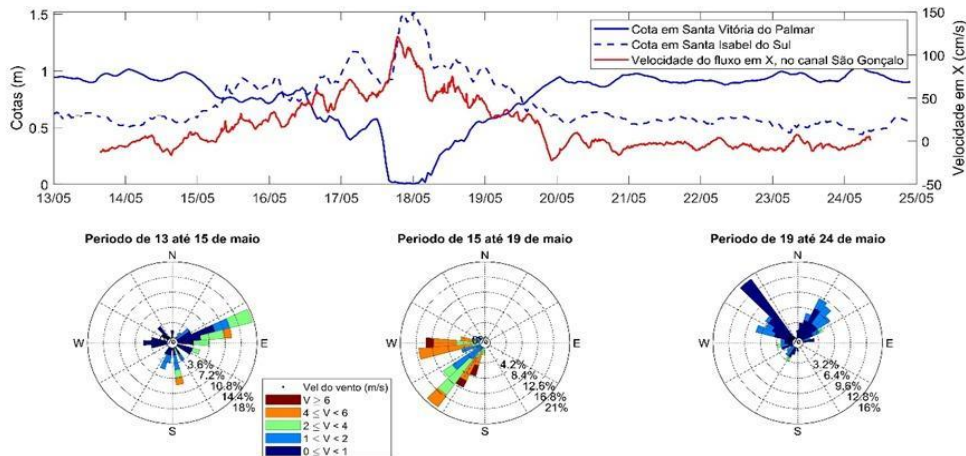 Cota em Santa Vitória do Palmar
Cota em Santa Isabel do Sul
Velocidade do fluxo em X, no canal São Gonçalo
Cotas (m)
1.5
1
0.5
0
Velocidade em X (cm/s)
150
100
50
0
-50
13/05 14/05 15/05 16/05 17/05 18/05 19/05 20/05 21/05 22/05 23/05 24/05 25/05
Periodo de 13 até 15 de maio
N
W
E
S
3.6%
7.2%
10.8%
14.4%
18%
Vel do vento (m/s)
V ≥ 6
4 ≤ V < 6
2 ≤ V < 4
1 < V < 2
0 ≤ V < 1
Periodo de 15 até 19 de maio
N
W
E
S
4.2%
8.4%
12.6%
16.8%
21%
Periodo de 19 até 24 de maio
N
W
E
S
3.2%
6.4%
9.6%
12.8%
16%